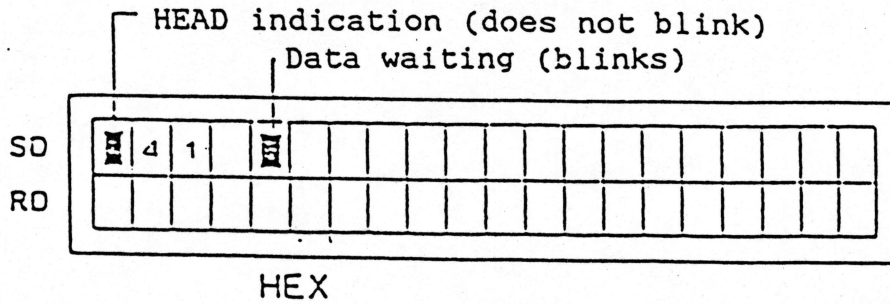 HEAD indication (does not blink)
Data waiting (blinks)
SD 4 1
RD
HEX